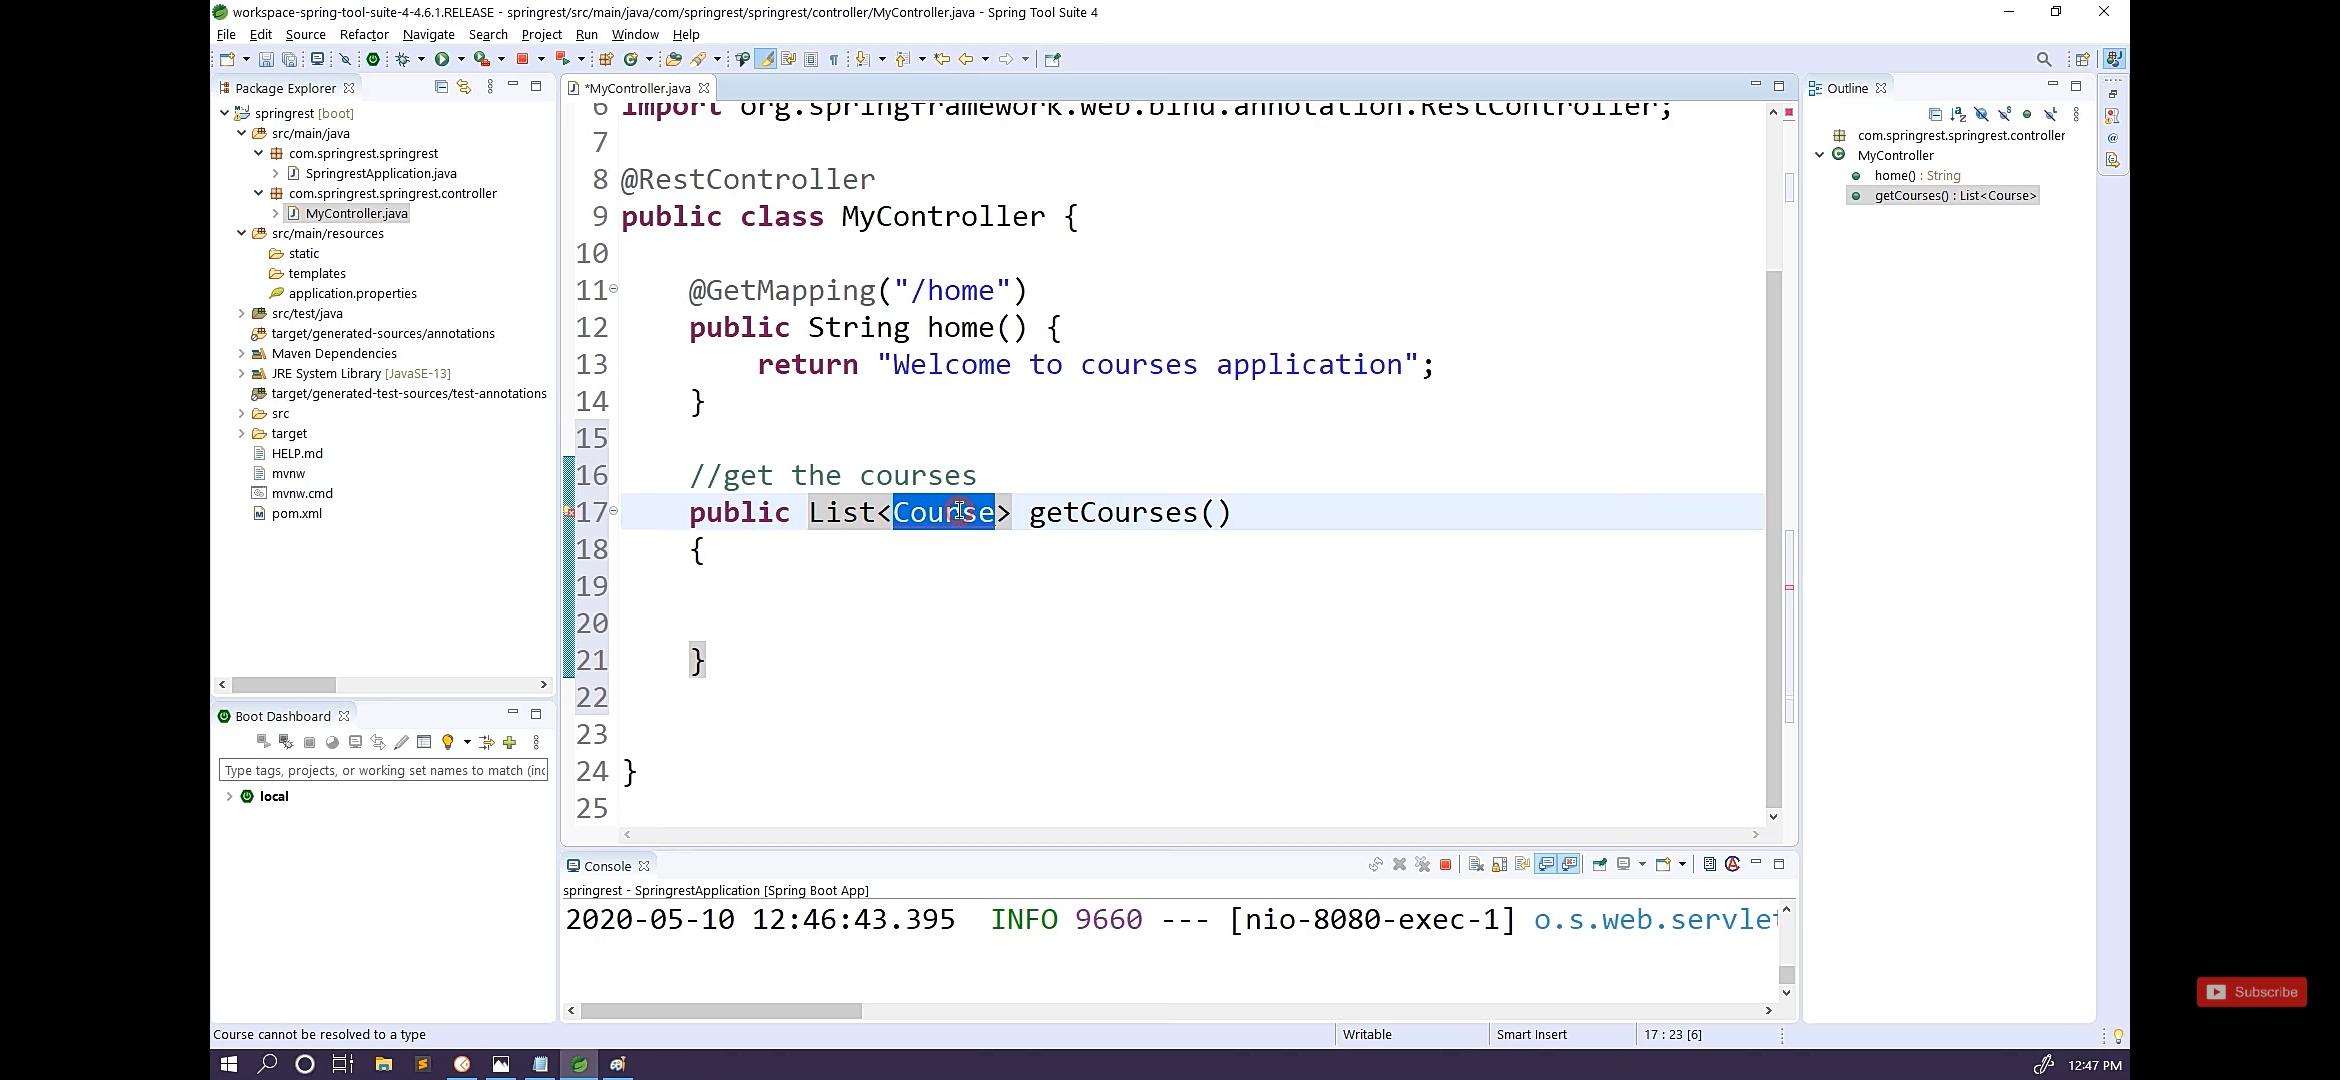 workspace-spring-tool-suite-4-4.6.1.RELEASE - springrest/src/main/java/com/springrest/springrest/controller/MyController.java - Spring Tool Suite 4
File Edit Source Refactor Navigate Search Project Run Window Help
Package Explorer
springrest [boot]
src/main/java
com.springrest.springrest
SpringrestApplication.java
com.springrest.springrest.controller
MyController.java
src/main/resources
static
templates
application.properties
src/test/java
target/generated-sources/annotations
Maven Dependencies
JRE System Library [JavaSE-13]
target/generated-test-sources/test-annotations
src
target
HELP.md
mvnw
mvnw.cmd
pom.xml
Boot Dashboard
Type tags, projects, or working set names to match (inc
local
*MyController.java
6 import org.springframework.web.bind.annotation.RestController;
7
8 @RestController
9 public class MyController {
10
11 @GetMapping("/home")
12 public String home() {
13 return "Welcome to courses application";
14 }
15
16 //get the courses
17 public List<Course> getCourses()
18 {
19
20
21 }
22
23
24 }
25
Console
springrest - SpringrestApplication [Spring Boot App]
2020-05-10 12:46:43.395 INFO 9660 --- [nio-8080-exec-1] o.s.web.servlet
Outline
com.springrest.springrest.controller
MyController
home() : String
getCourses() : List<Course>
Subscribe
Course cannot be resolved to a type
Writable
Smart Insert
17 : 23 [6]
12:47 PM